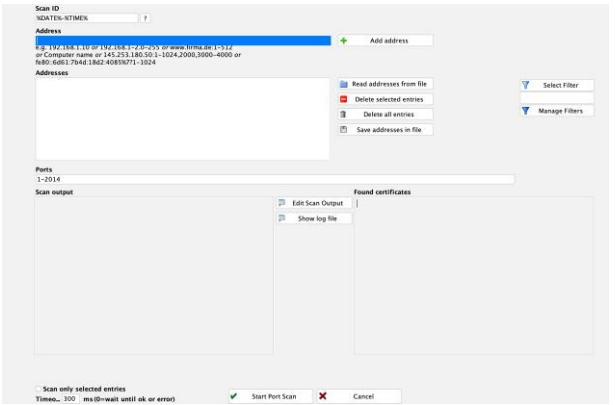 Scan ID
%DATE%-%TIME%
?
Address
Add address
e.g. 192.168.1.10 or 192.168.1-2.0-255 or www.firma.de:1-512
or Computer name or 145.253.180.50:1-1024,2000,3000-4000 or
fe80::6d61:7b4d:18d2:4085%771-1024
Addresses
Read addresses from file
Select Filter
Delete selected entries
Delete all entries
Manage Filters
Save addresses in file
Ports
1-2014
Scan output
Found certificates
Edit Scan Output
Show log file
Scan only selected entries
Timeo... 300 ms(0=wait until ok or error)
Start Port Scan
Cancel